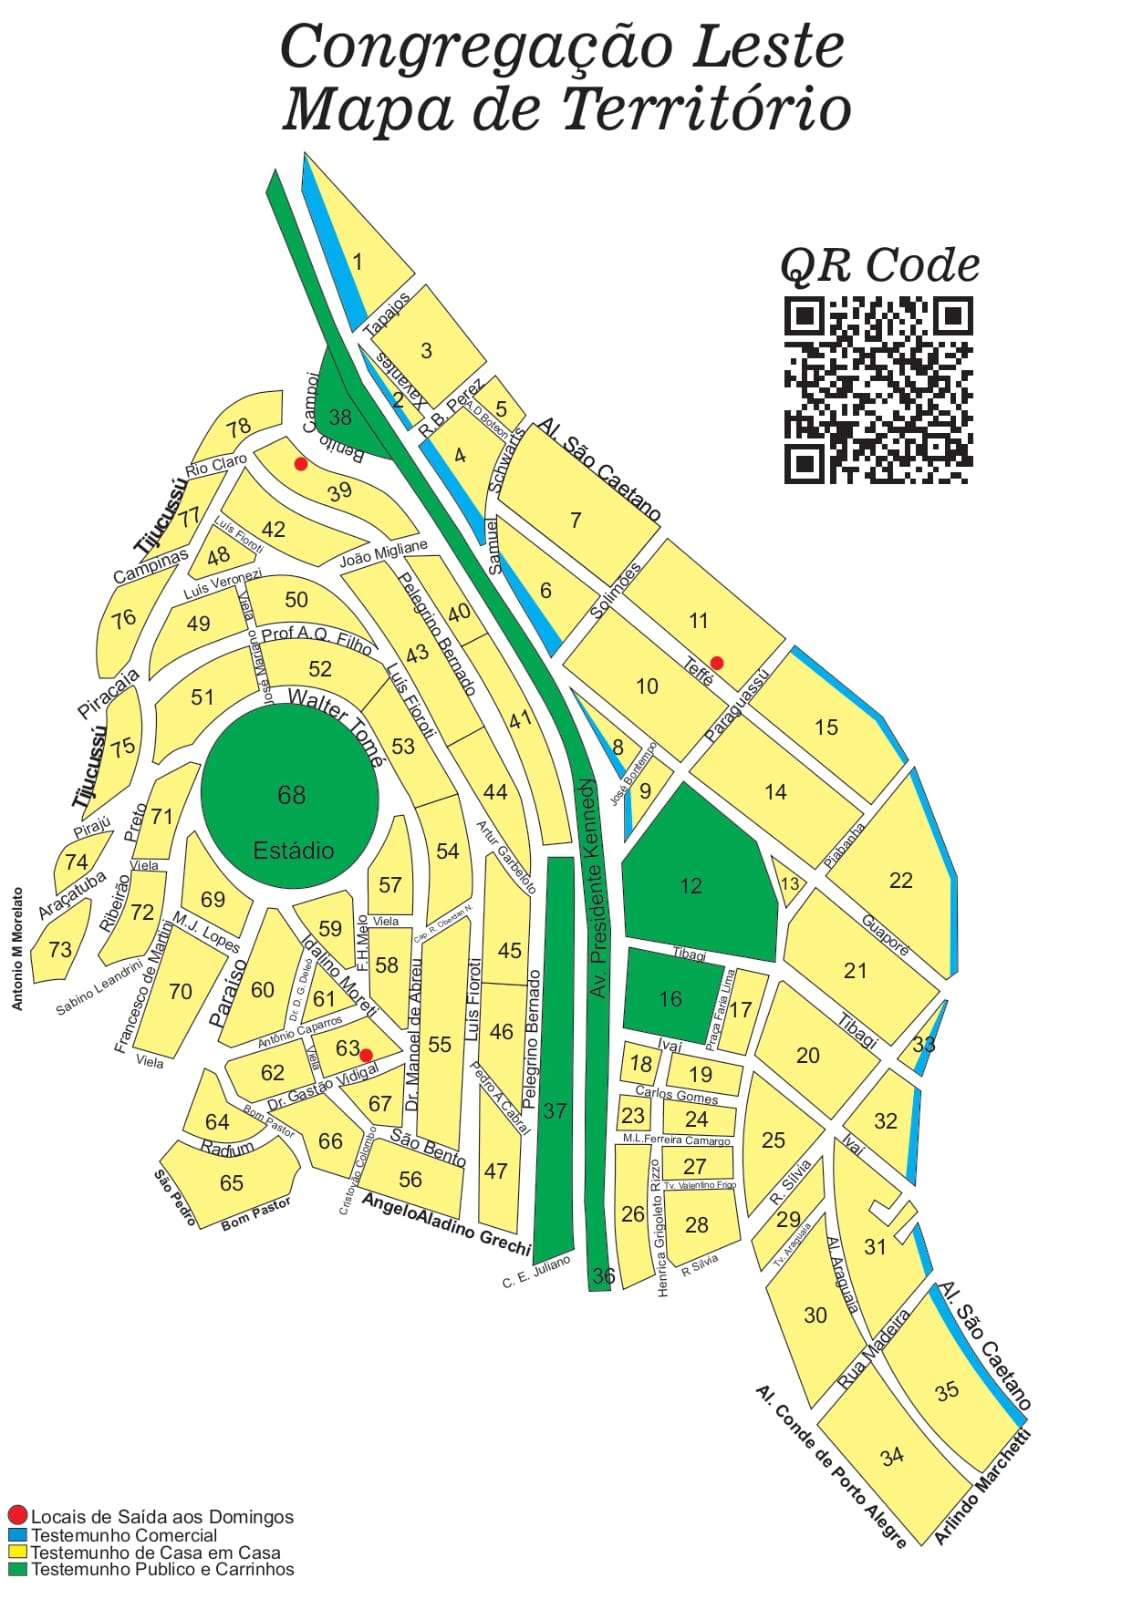 Congregação Leste
Mapa de Território
QR Code
1
Tapajos
3
Xavantes
2
R.B. Perez
5
A.D.Boteon
Al. São Caetano
4
Schwartz
Samuel
7
6
Solimões
11
Teffé
10
Paraguassú
15
8
José Bontempo
9
14
Piabanha
22
12
13
Guaporé
21
Tibagi
16
Praça Faria Lima
17
Tibagi
33
20
Ivaí
18
19
Carlos Gomes
23
24
M.L.Ferreira Camargo
25
32
Ivaí
27
Tv. Valentino Frigo
26
Henrica Grigoleto Rizzo
28
R Silvia
R. Silvia
29
Tv. Araguaia
Al. Araguaia
31
30
Rua Madeira
Al. São Caetano
35
34
Al. Conde de Porto Alegre
Arlindo Marchetti
Campoi
38
Benito
78
Rio Claro
39
Tijucussú
77
42
Luís Fioroti
48
Campinas
João Migliane
Luís Veronezi
76
49
Viela
50
Pelegrino Bernado
40
43
Prof A.Q. Filho
José Mariano
52
Luís Fioroti
51
Piracaia
Walter Tomé
41
53
Tijucussú
75
68
Estádio
44
Av. Presidente Kennedy
Preto
71
Pirajú
74
Viela
54
Artur Garbeloto
Araçatuba
57
Ribeirão
72
69
M.J. Lopes
59
F.H.Melo
Viela
Cap. R. Oberdan N.
Antonio M Morelato
73
Sabino Leandrini
Francesco de Martini
70
Viela
Paraíso
60
Dr. D. G. Deleó
Idalino Moreti
61
58
45
Antônio Caparros
Viela
63
Dr. Manoel de Abreu
55
Luís Fioroti
46
Pelegrino Bernado
62
Dr. Gastão Vidigal
67
Pedro A Cabral
37
64
Bom Pastor
66
São Bento
Radium
65
Cristovão Colombo
56
47
São Pedro
Bom Pastor
AngeloAladino Grechi
C. E. Juliano
36
Locais de Saída aos Domingos
Testemunho Comercial
Testemunho de Casa em Casa
Testemunho Publico e Carrinhos